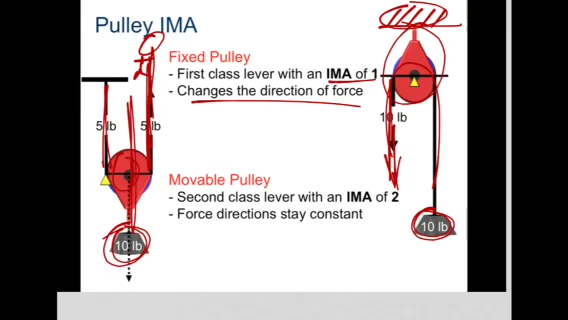 Pulley IMA
Fixed Pulley
- First class lever with an IMA of 1
- Changes the direction of force
5 lb
5 lb
10 lb
Movable Pulley
- Second class lever with an IMA of 2
- Force directions stay constant
10 lb
10 lb